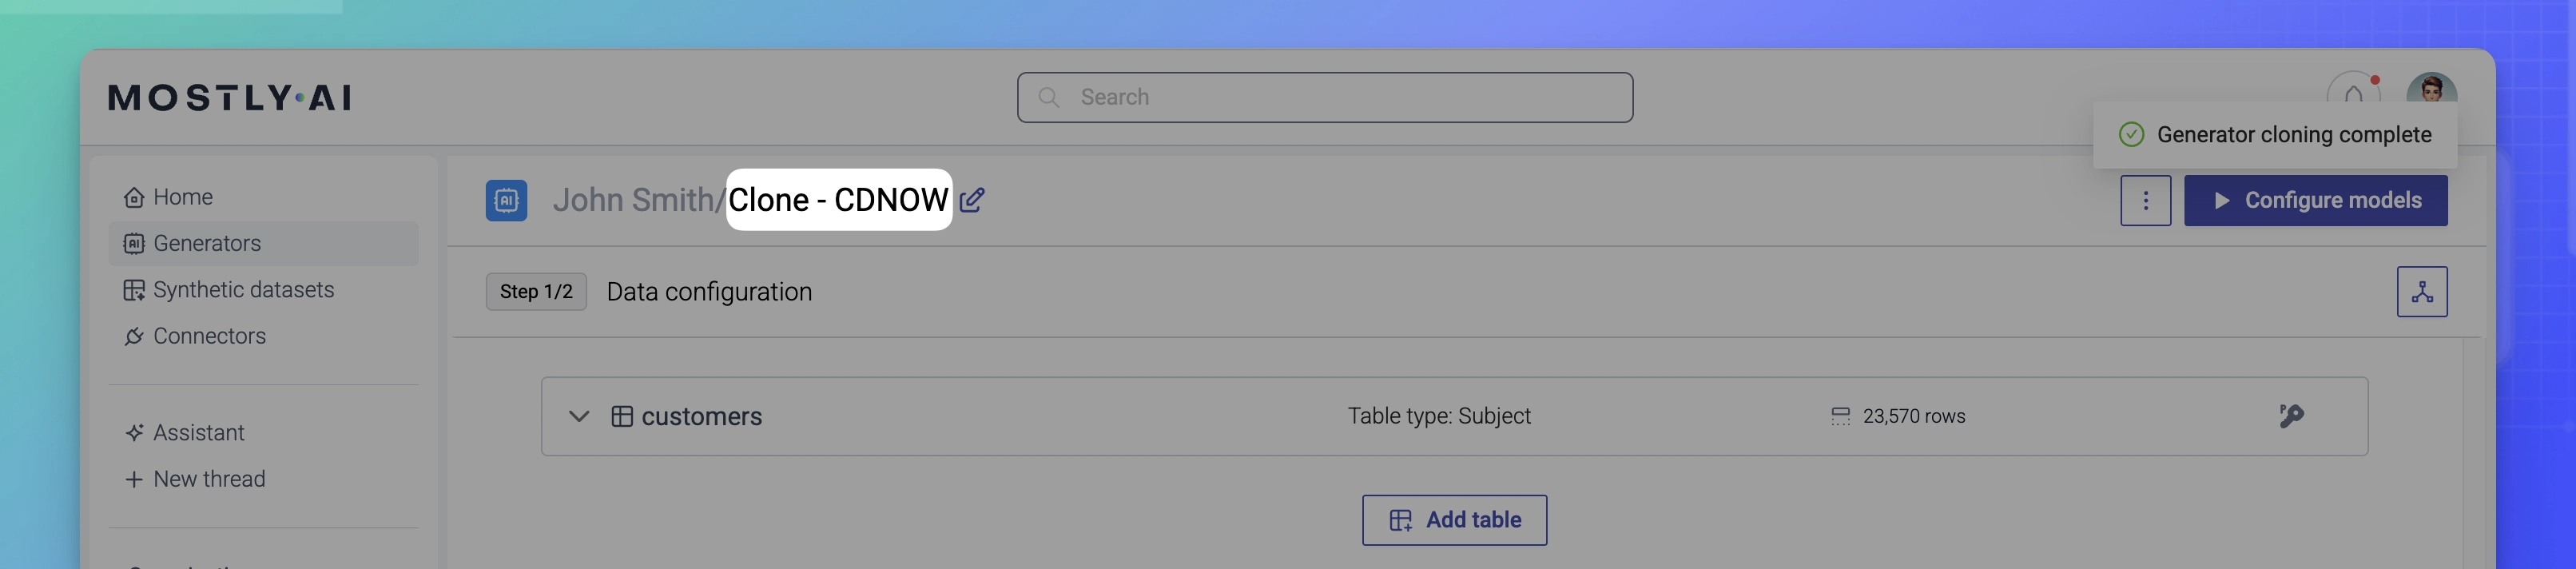 MOSTLY·AI
Search
Generator cloning complete
Home
Generators
Synthetic datasets
Connectors
Assistant
New thread
John Smith/Clone - CDNOW
Configure models
Step 1/2 Data configuration
customers Table type: Subject 23,570 rows
Add table